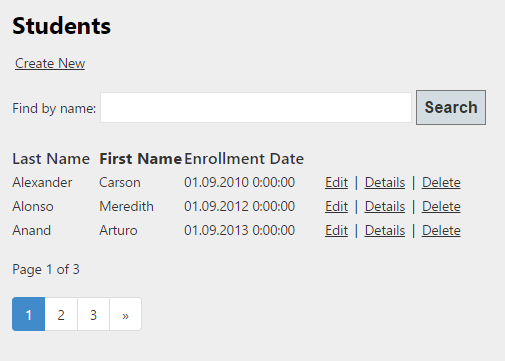 Students
Create New
Find by name: Search
Last Name First Name Enrollment Date
Alexander Carson 01.09.2010 0:00:00 Edit | Details | Delete
Alonso Meredith 01.09.2012 0:00:00 Edit | Details | Delete
Anand Arturo 01.09.2013 0:00:00 Edit | Details | Delete
Page 1 of 3
1 2 3 »